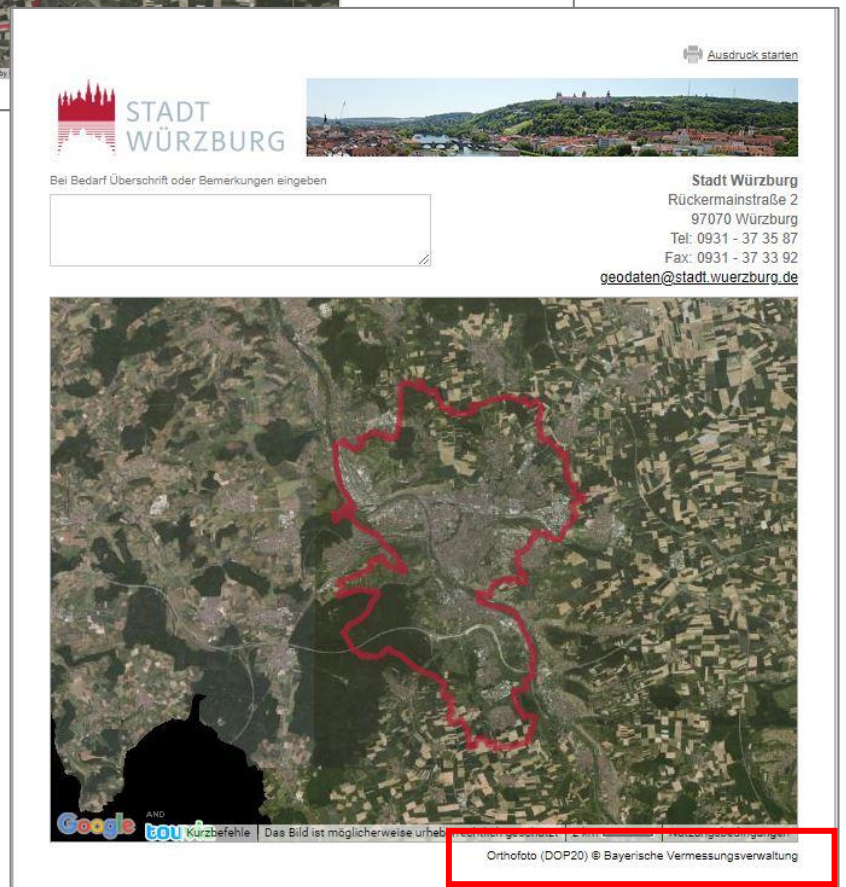 Ausdruck starten
STADT
WÜRZBURG
Bei Bedarf Überschrift oder Bemerkungen eingeben
Stadt Würzburg
Rückermainstraße 2
97070 Würzburg
Tel: 0931 - 37 35 87
Fax: 0931 - 37 33 92
geodaten@stadt.wuerzburg.de
Google
AND
Kurzbefehle
Das Bild ist möglicherweise urheberrechtlich geschützt
2 km
Nutzungsbedingungen
Orthofoto (DOP20) © Bayerische Vermessungsverwaltung